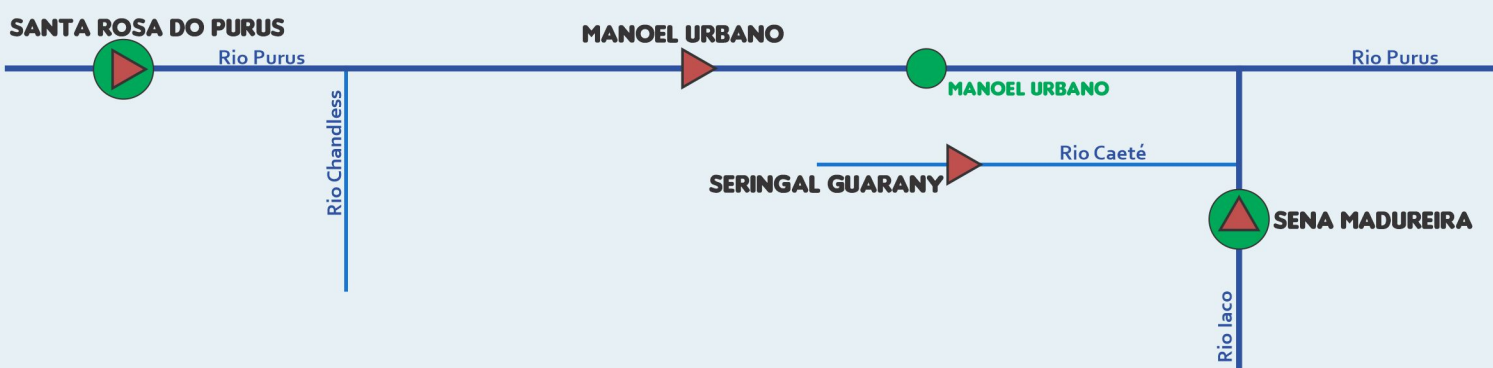 SANTA ROSA DO PURUS
MANOEL URBANO
Rio Purus
Rio Purus
MANOEL URBANO
Rio Chandless
Rio Caeté
SERINGAL GUARANY
SENA MADUREIRA
Rio Iaco